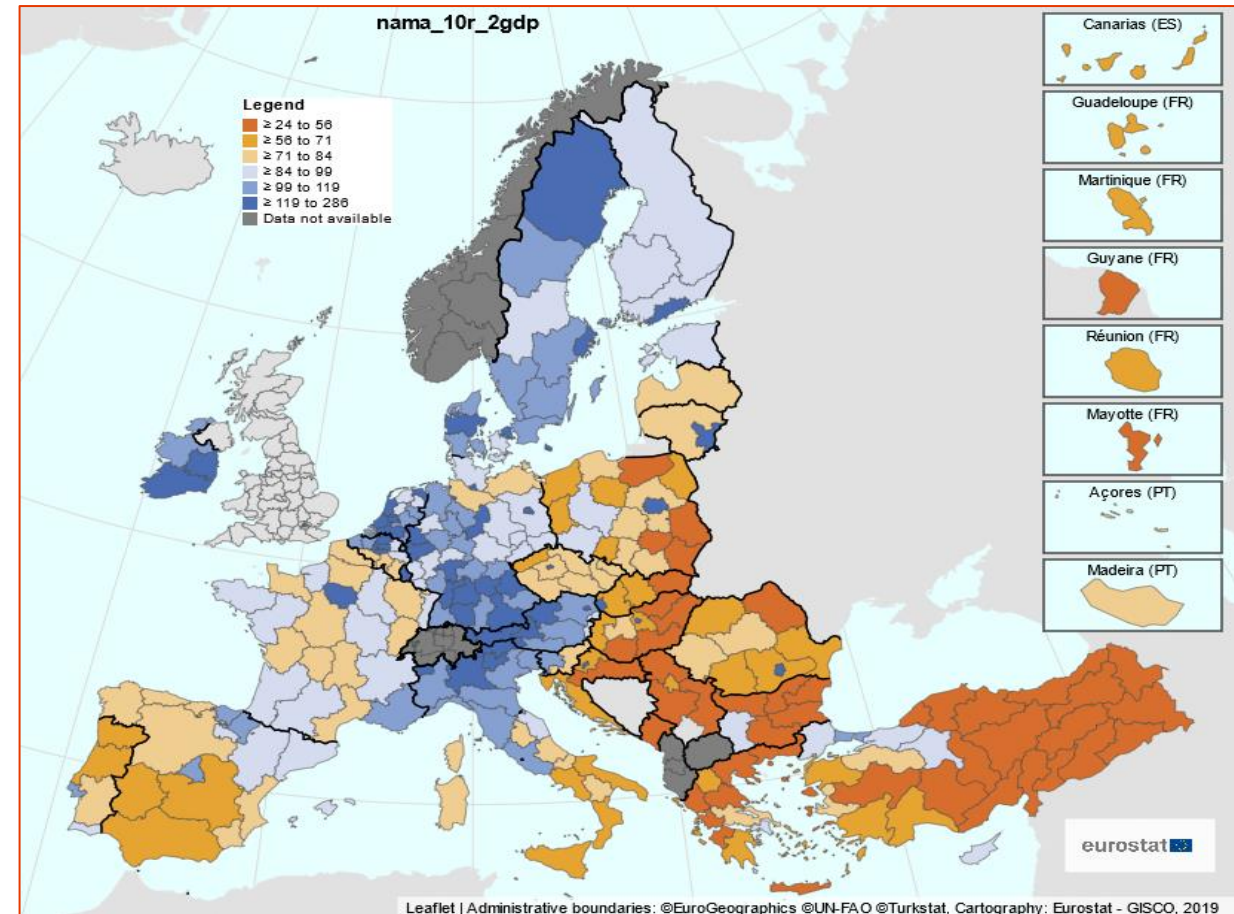 nama_10r_2gdp
Legend
≥ 24 to 56
≥ 56 to 71
≥ 71 to 84
≥ 84 to 99
≥ 99 to 119
≥ 119 to 286
Data not available
Canarias (ES)
Guadeloupe (FR)
Martinique (FR)
Guyane (FR)
Réunion (FR)
Mayotte (FR)
Açores (PT)
Madeira (PT)
eurostat
Leaflet | Administrative boundaries: ©EuroGeographics ©UN-FAO ©Turkstat, Cartography: Eurostat - GISCO, 2019